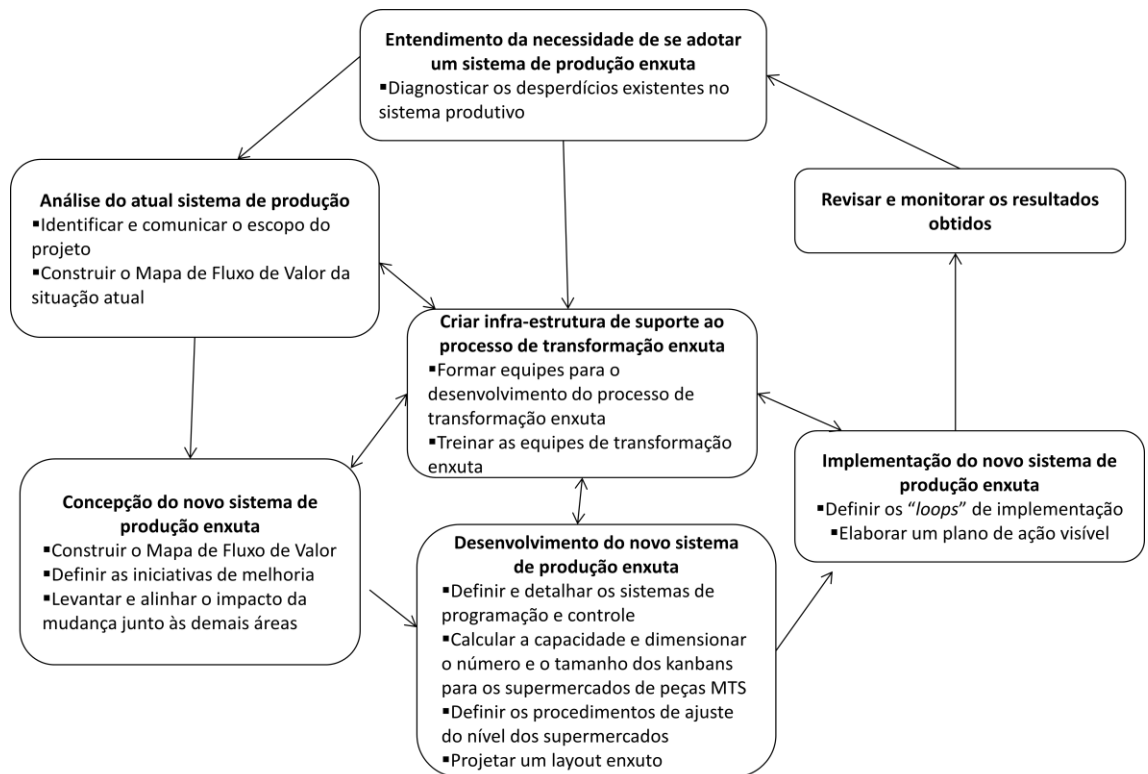 Entendimento da necessidade de se adotar
um sistema de produção enxuta
▪Diagnosticar os desperdícios existentes no
sistema produtivo
Análise do atual sistema de produção
▪Identificar e comunicar o escopo do
projeto
▪Construir o Mapa de Fluxo de Valor da
situação atual
Revisar e monitorar os resultados
obtidos
Criar infra-estrutura de suporte ao
processo de transformação enxuta
▪Formar equipes para o
desenvolvimento do processo de
transformação enxuta
▪Treinar as equipes de transformação
enxuta
Concepção do novo sistema de
produção enxuta
▪Construir o Mapa de Fluxo de Valor
▪Definir as iniciativas de melhoria
▪Levantar e alinhar o impacto da
mudança junto às demais áreas
Desenvolvimento do novo sistema
de produção enxuta
▪Definir e detalhar os sistemas de
programação e controle
▪Calcular a capacidade e dimensionar
o número e o tamanho dos kanbans
para os supermercados de peças MTS
▪Definir os procedimentos de ajuste
do nível dos supermercados
▪Projetar um layout enxuto
Implementação do novo sistema de
produção enxuta
▪Definir os “loops” de implementação
▪Elaborar um plano de ação visível